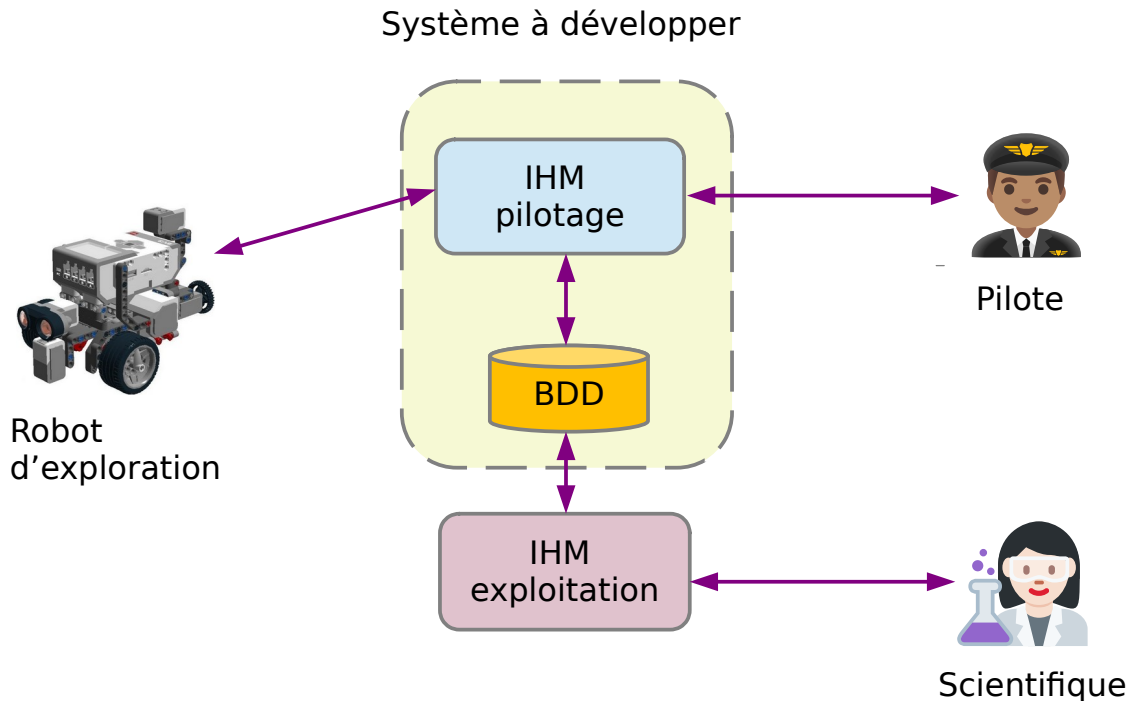 Système à développer
IHM
pilotage
Pilote
BDD
Robot
d’exploration
IHM
exploitation
Scientifique